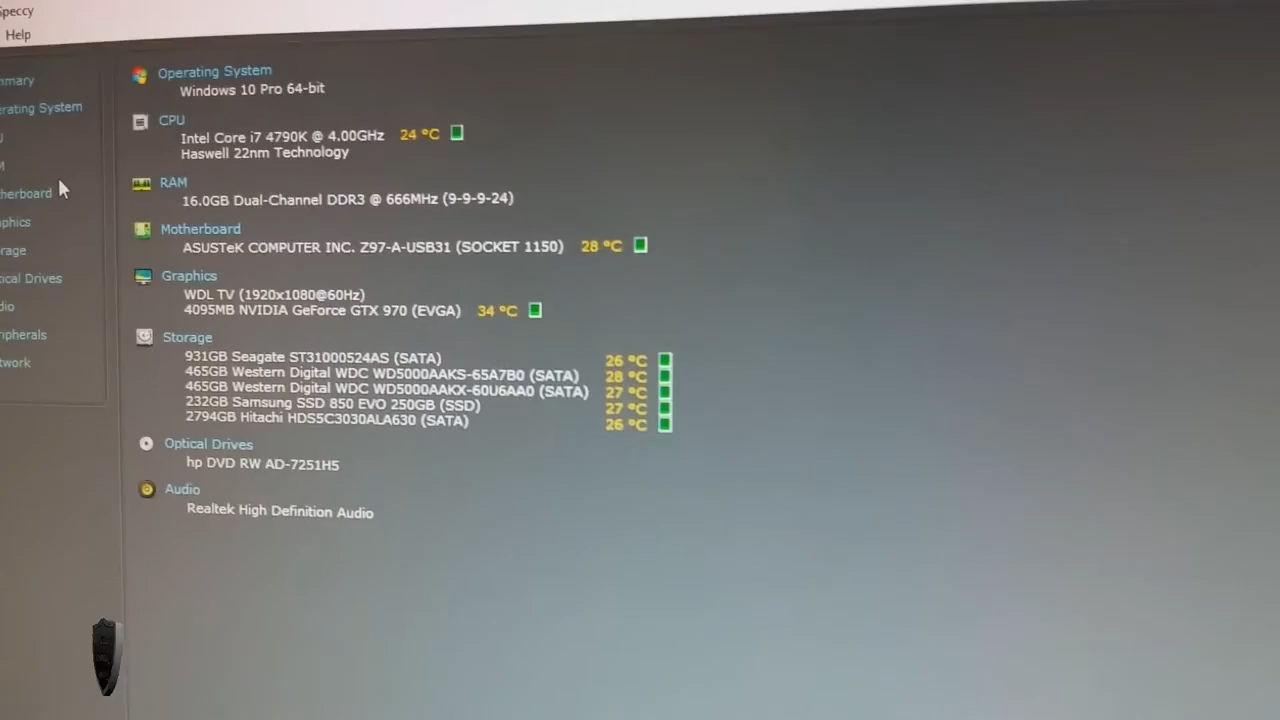 Speccy
Help
mmary
erating System
U
M
herboard
phics
rage
ical Drives
dio
ripherals
twork
Operating System
Windows 10 Pro 64-bit
CPU
Intel Core i7 4790K @ 4.00GHz 24 °C
Haswell 22nm Technology
RAM
16.0GB Dual-Channel DDR3 @ 666MHz (9-9-9-24)
Motherboard
ASUSTeK COMPUTER INC. Z97-A-USB31 (SOCKET 1150) 28 °C
Graphics
WDL TV (1920x1080@60Hz)
4095MB NVIDIA GeForce GTX 970 (EVGA) 34 °C
Storage
931GB Seagate ST31000524AS (SATA) 26 °C
465GB Western Digital WDC WD5000AAKS-65A7B0 (SATA) 28 °C
465GB Western Digital WDC WD5000AAKX-60U6AA0 (SATA) 27 °C
232GB Samsung SSD 850 EVO 250GB (SSD) 27 °C
2794GB Hitachi HDS5C3030ALA630 (SATA) 26 °C
Optical Drives
hp DVD RW AD-7251H5
Audio
Realtek High Definition Audio